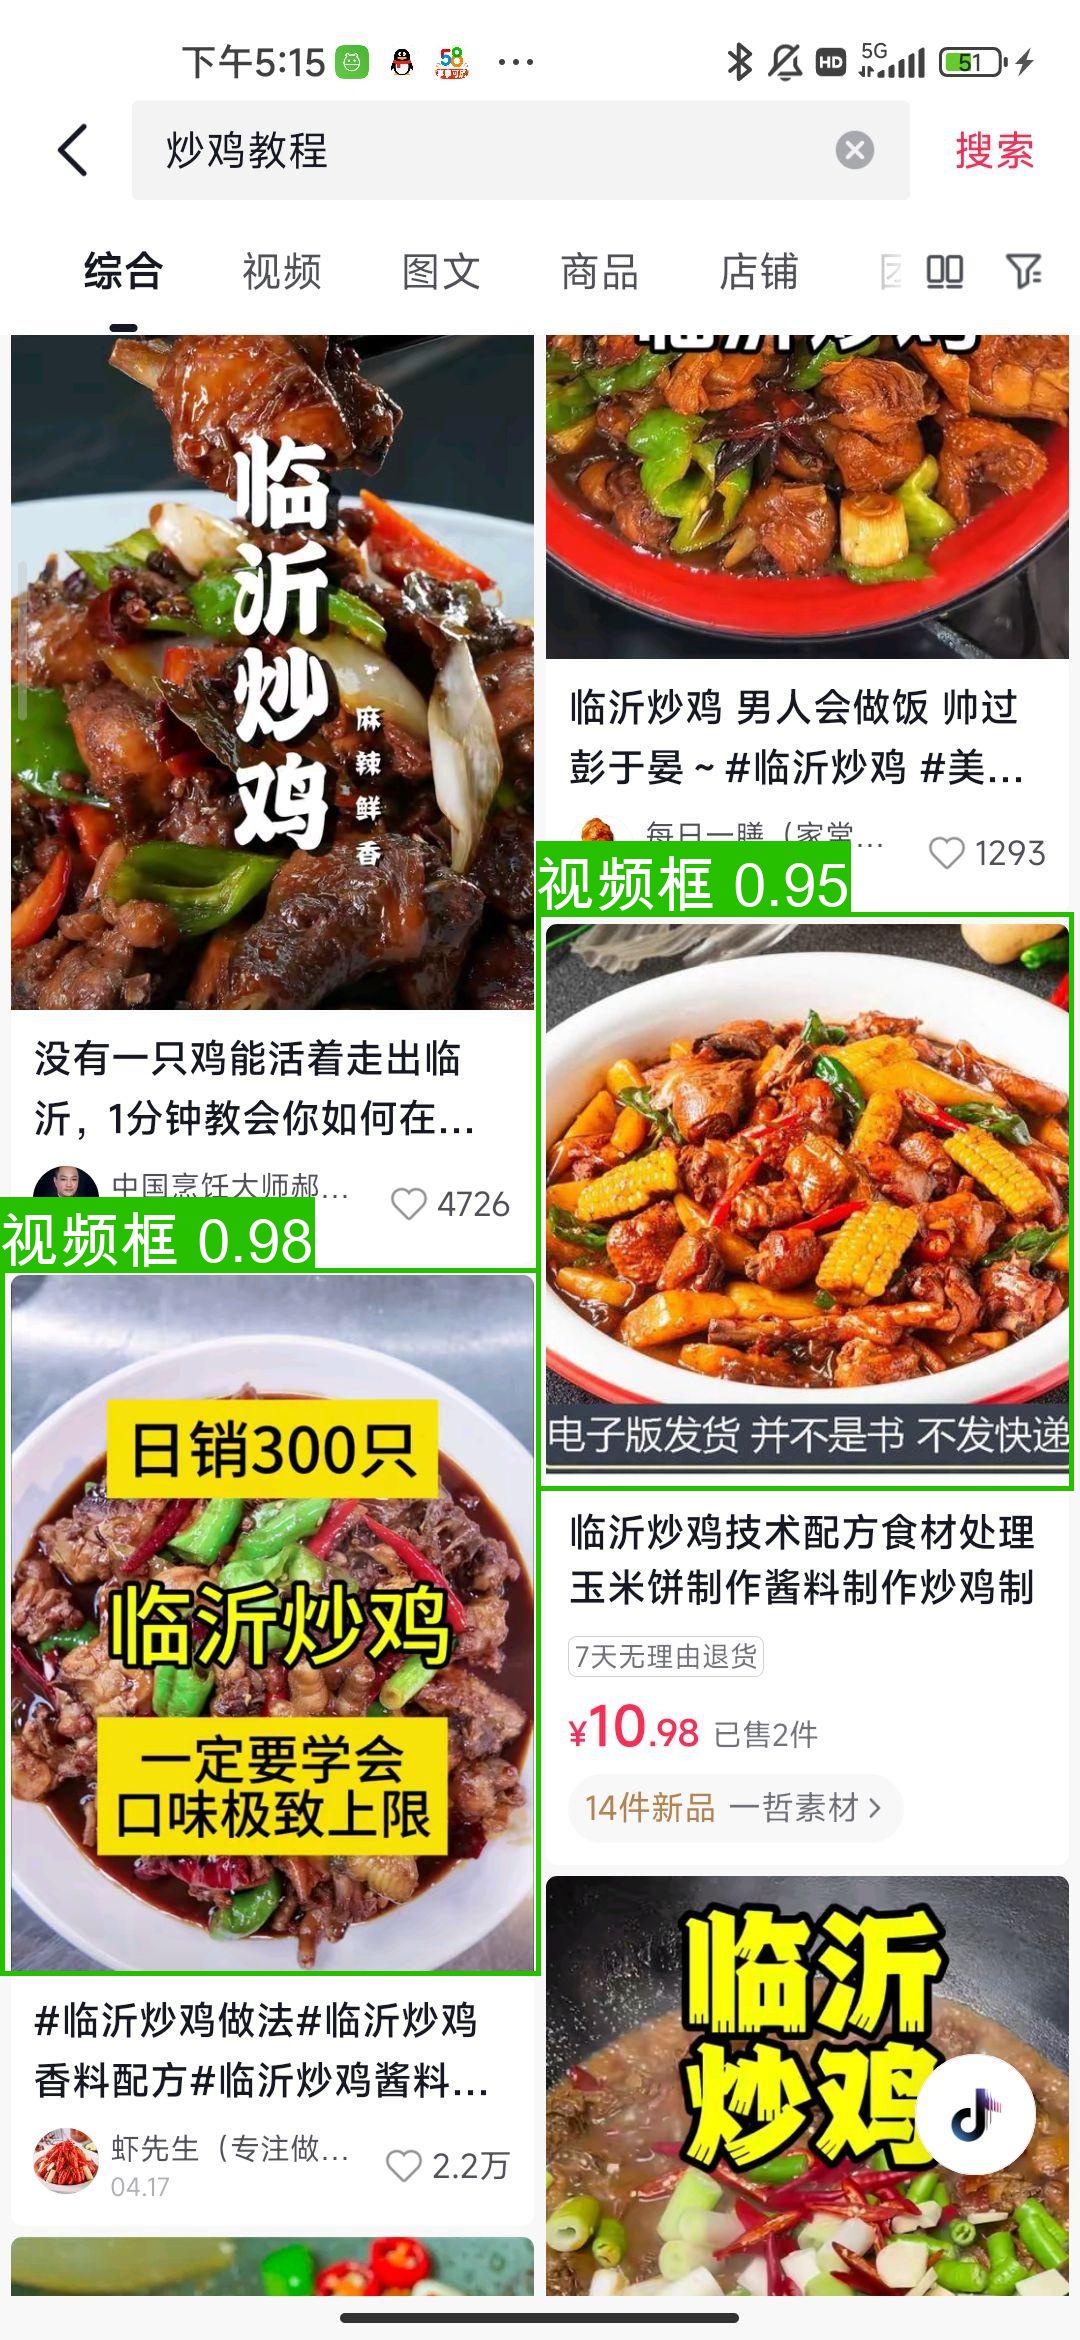 下午5:15
58
HD
5G
51
炒鸡教程
搜索
综合
视频
图文
商品
店铺
临沂炒鸡
麻辣鲜香
没有一只鸡能活着走出临
沂，1分钟教会你如何在...
中国烹饪大师郝...
4726
视频框 0.98
日销300只
临沂炒鸡
一定要学会
口味极致上限
#临沂炒鸡做法#临沂炒鸡
香料配方#临沂炒鸡酱料...
虾先生（专注做...
04.17
2.2万
临沂炒鸡
临沂炒鸡 男人会做饭 帅过
彭于晏～#临沂炒鸡 #美...
每日一膳（家常...
1293
视频框 0.95
电子版发货 并不是书 不发快递
临沂炒鸡技术配方食材处理
玉米饼制作酱料制作炒鸡制
7天无理由退货
¥10.98 已售2件
14件新品 一哲素材
临沂
炒鸡